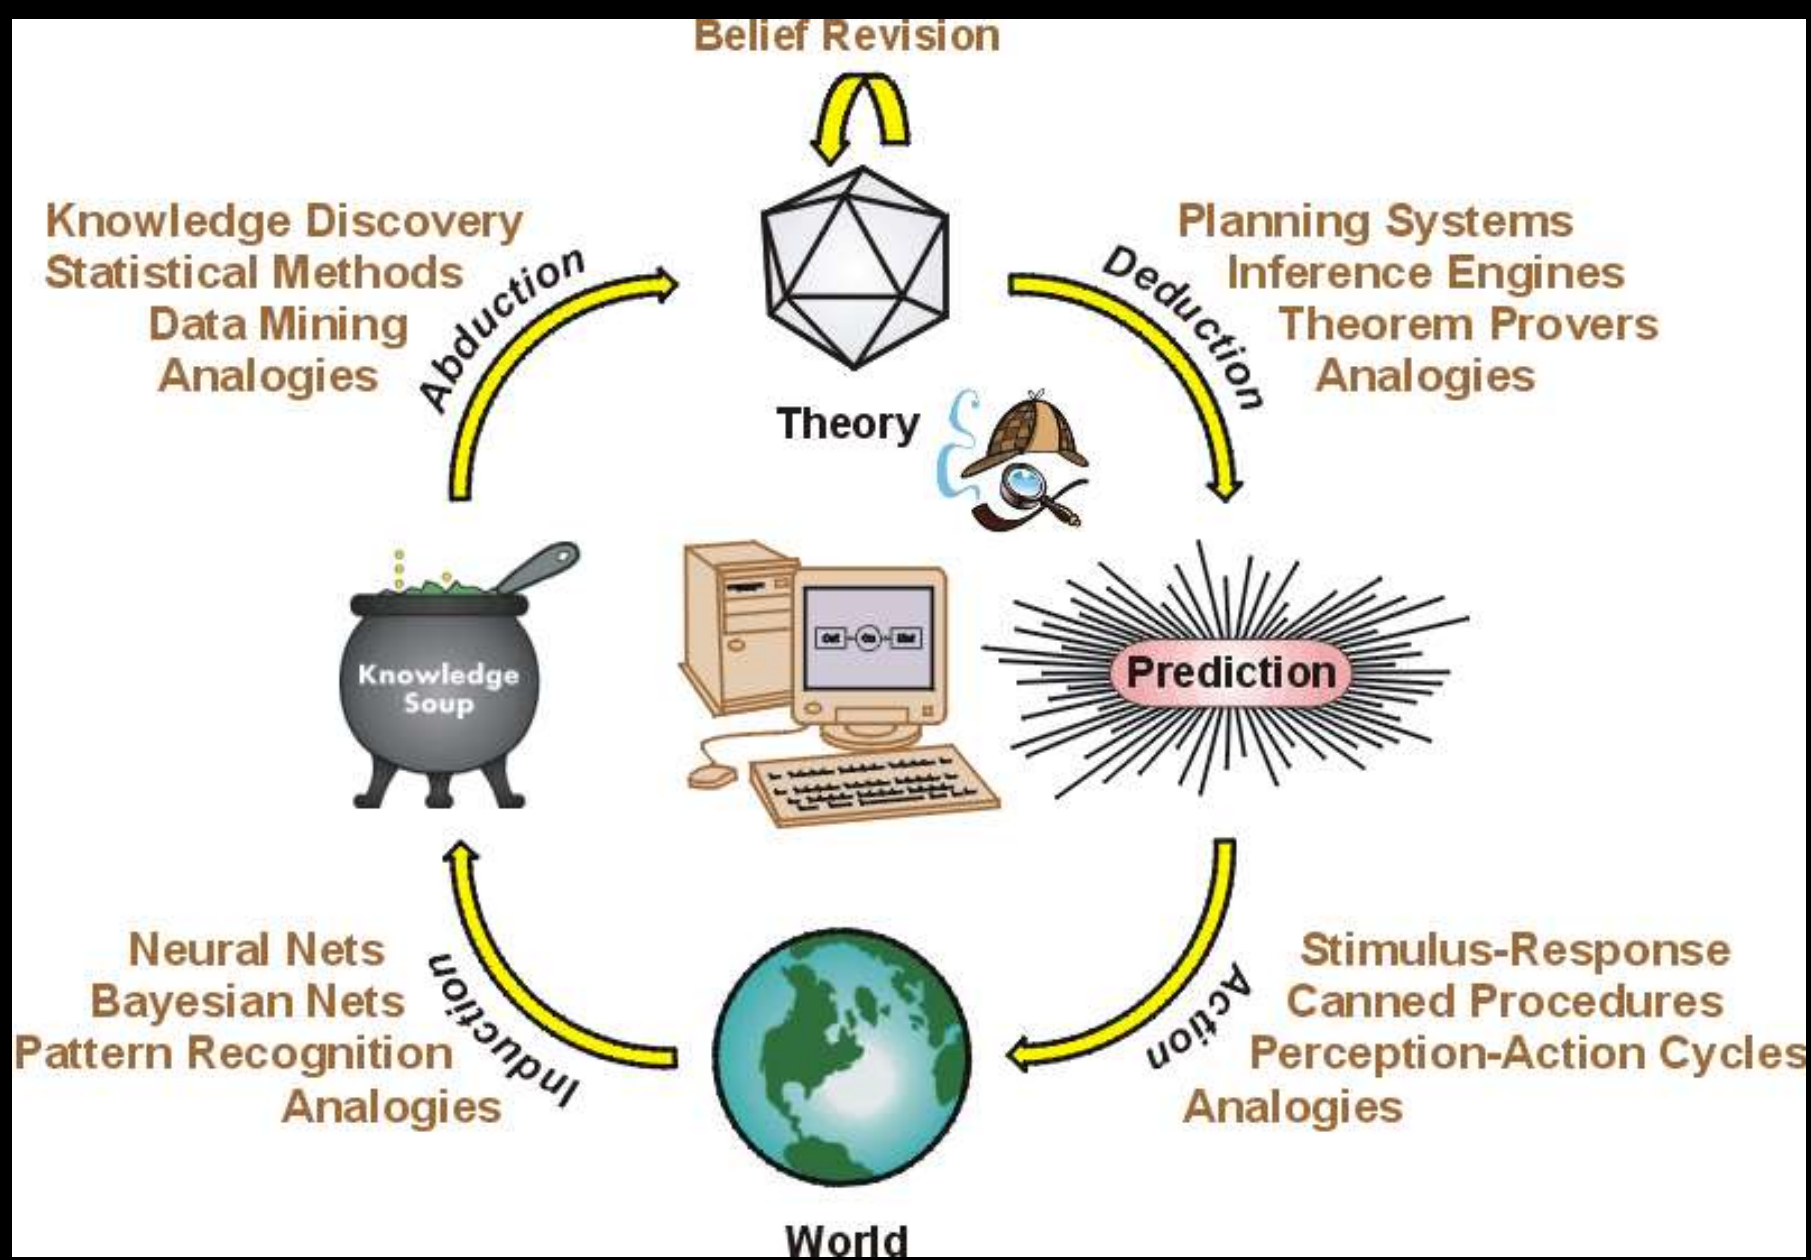 Belief Revision
Knowledge Discovery
Statistical Methods
Data Mining
Analogies
Abduction
Deduction
Planning Systems
Inference Engines
Theorem Provers
Analogies
Theory
Knowledge
Soup
Prediction
Neural Nets
Bayesian Nets
Pattern Recognition
Analogies
Induction
Action
Stimulus-Response
Canned Procedures
Perception-Action Cycles
Analogies
World